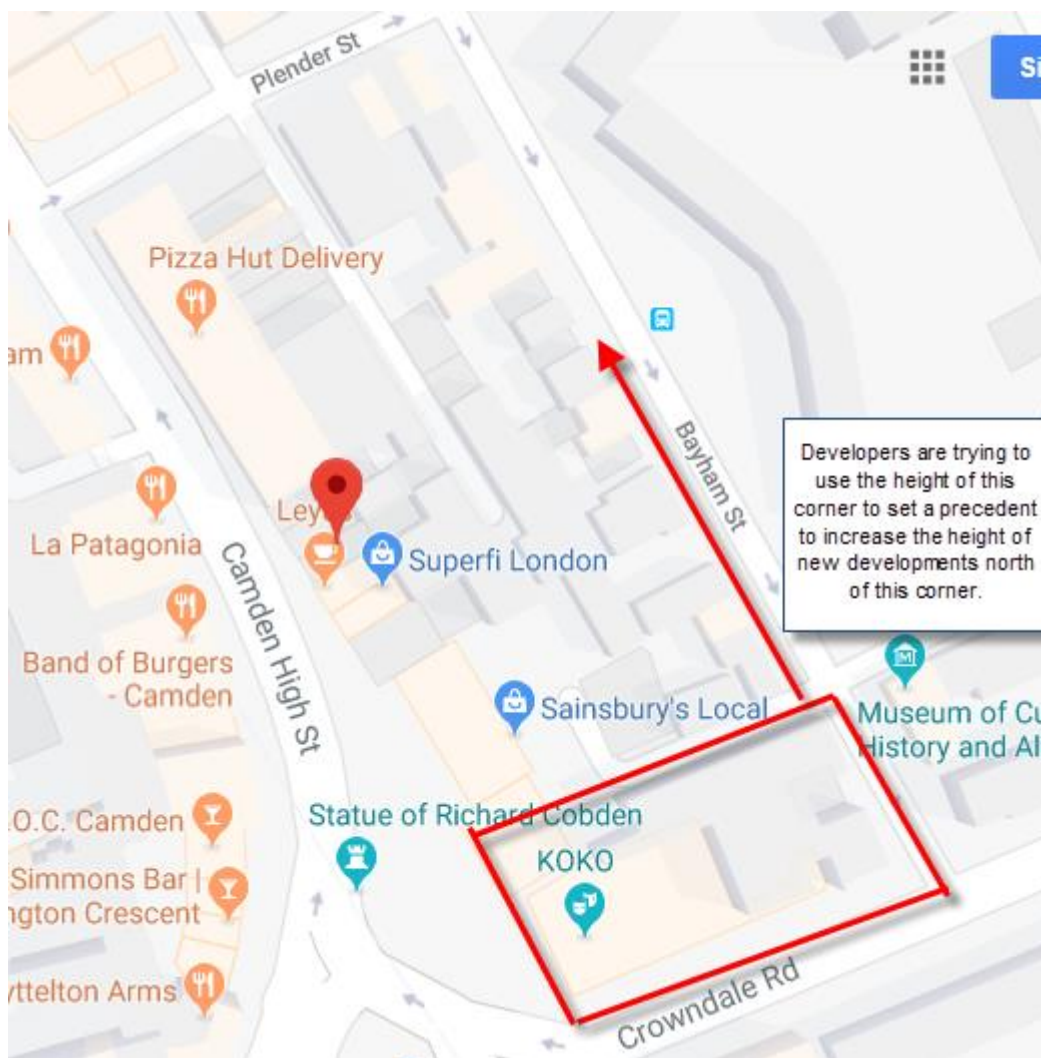 Plender St
Si
Pizza Hut Delivery
am
Bayham St
Developers are trying to
use the height of this
corner to set a precedent
to increase the height of
new developments north
of this corner.
Ley
La Patagonia
Superfi London
Camden High St
Band of Burgers
- Camden
Sainsbury's Local
M
Museum of Cu
History and Al
.O.C. Camden
Statue of Richard Cobden
KOKO
Simmons Bar |
ngton Crescent
yttelton Arms
Crowndale Rd